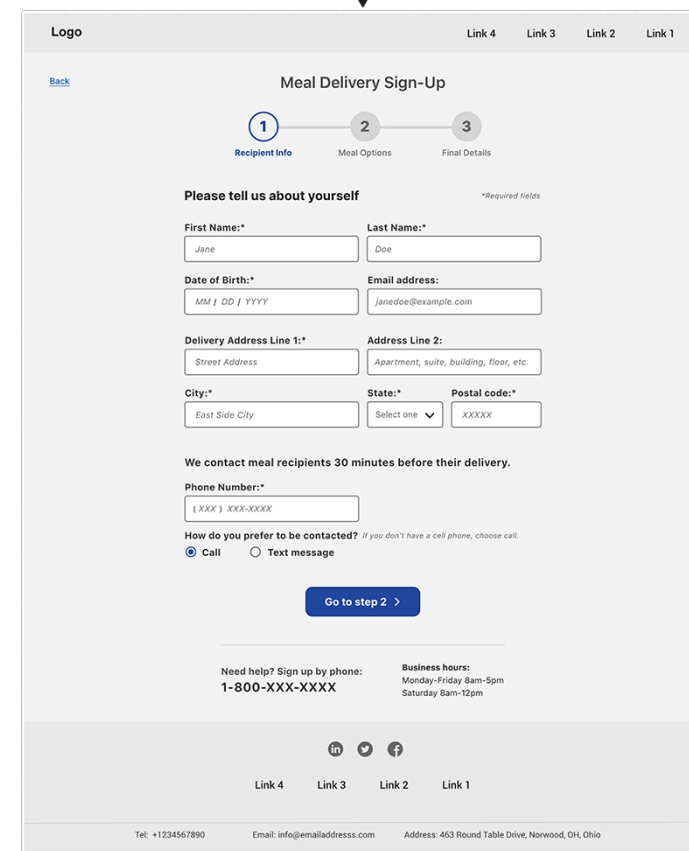 Logo Link 4 Link 3 Link 2 Link 1
Back
Meal Delivery Sign-Up
1 2 3
Recipient Info Meal Options Final Details
Please tell us about yourself *Required fields
First Name:* Last Name:*
Jane Doe
Date of Birth:* Email address:
MM / DD / YYYY janedoe@example.com
Delivery Address Line 1:* Address Line 2:
Street Address Apartment, suite, building, floor, etc.
City:* State:* Postal code:*
East Side City Select one XXXXX
We contact meal recipients 30 minutes before their delivery.
Phone Number:*
( XXX ) XXX-XXXX
How do you prefer to be contacted? If you don't have a cell phone, choose call.
Call Text message
Go to step 2 >
Need help? Sign up by phone:
1-800-XXX-XXXX
Business hours:
Monday-Friday 8am-5pm
Saturday 8am-12pm
in f
Link 4 Link 3 Link 2 Link 1
Tel: +1234567890 Email: info@emailaddresss.com Address: 463 Round Table Drive, Norwood, OH, Ohio